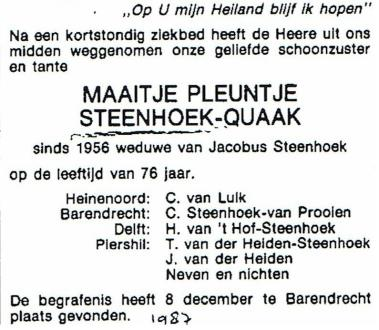 „Op U mijn Heiland blijf ik hopen"
Na een kortstondig ziekbed heeft de Heere uit ons
midden weggenomen onze geliefde schoonzuster
en tante
MAAITJE PLEUNTJE
STEENHOEK-QUAAK
sinds 1956 weduwe van Jacobus Steenhoek
op de leeftijd van 76 jaar.
Heinenoord: C. van Luik
Barendrecht: C. Steenhoek-van Prooien
Delft: H. van 't Hof-Steenhoek
Piershil: T. van der Heiden-Steenhoek
J. van der Heiden
Neven en nichten
De begrafenis heeft 8 december te Barendrecht
plaats gevonden. 1987